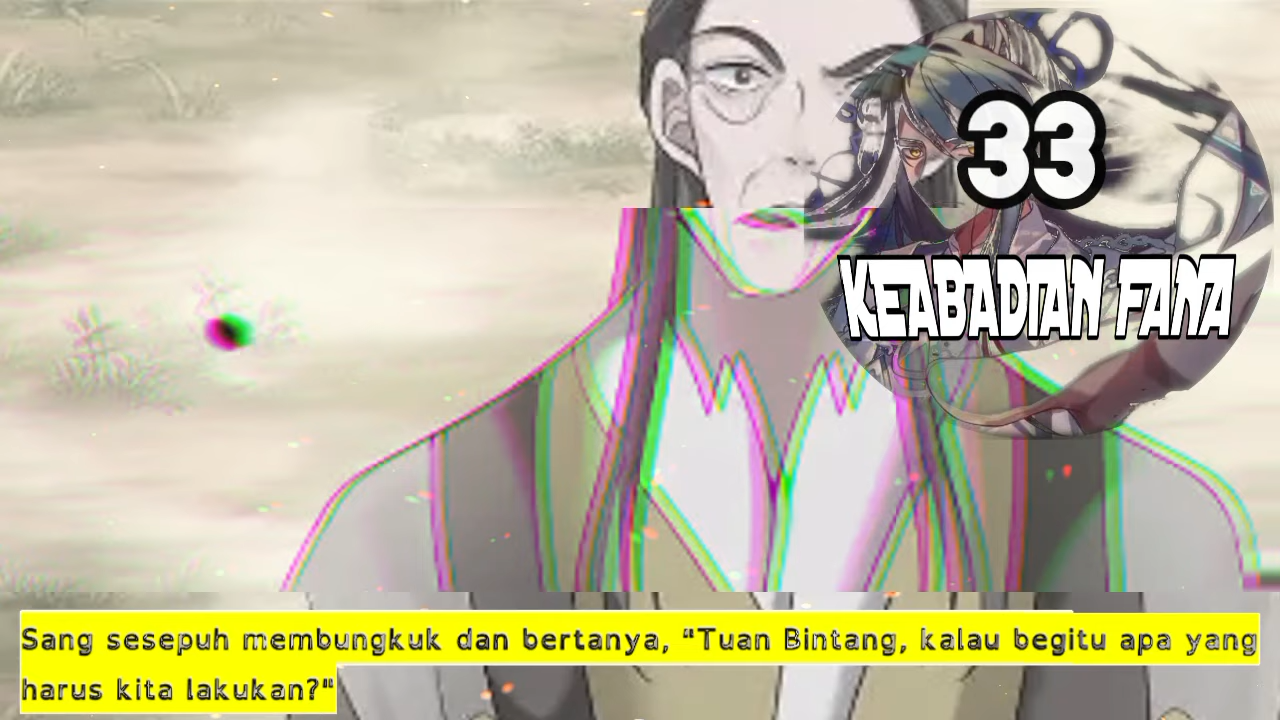 33
KEABADIAN FANA
Sang sesepuh membungkuk dan bertanya, "Tuan Bintang, kalau begitu apa yang
harus kita lakukan?"